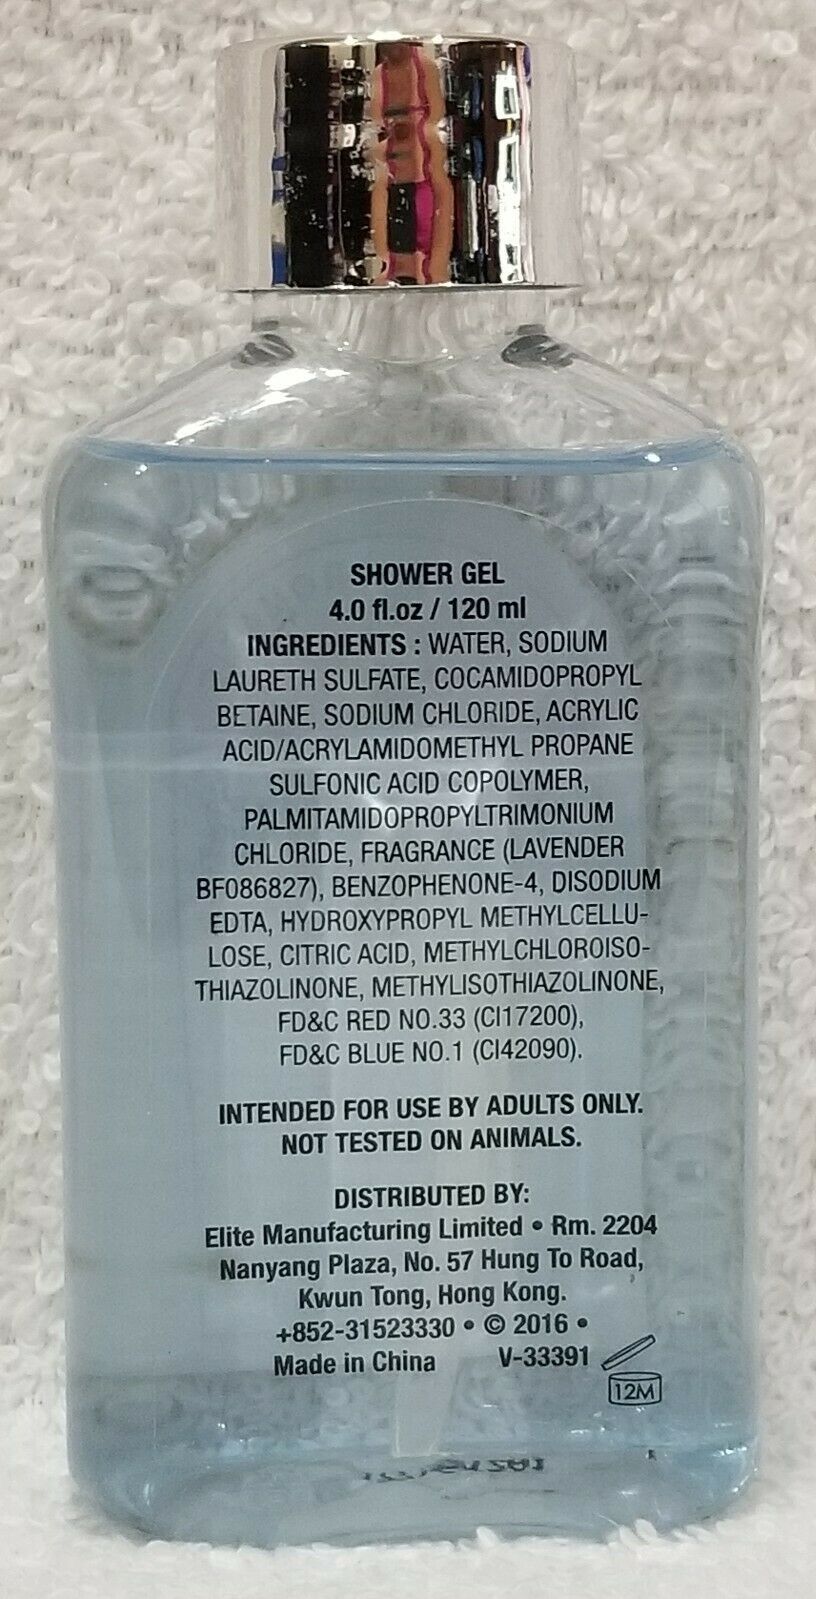 SHOWER GEL
4.0 fl.oz / 120 ml
INGREDIENTS : WATER, SODIUM
LAURETH SULFATE, COCAMIDOPROPYL
BETAINE, SODIUM CHLORIDE, ACRYLIC
ACID/ACRYLAMIDOMETHYL PROPANE
SULFONIC ACID COPOLYMER,
PALMITAMIDOPROPYLTRIMONIUM
CHLORIDE, FRAGRANCE (LAVENDER
BF086827), BENZOPHENONE-4, DISODIUM
EDTA, HYDROXYPROPYL METHYLCELLU-
LOSE, CITRIC ACID, METHYLCHLOROISO-
THIAZOLINONE, METHYLISOTHIAZOLINONE,
FD&C RED NO.33 (CI17200),
FD&C BLUE NO.1 (CI42090).
INTENDED FOR USE BY ADULTS ONLY.
NOT TESTED ON ANIMALS.
DISTRIBUTED BY:
Elite Manufacturing Limited • Rm. 2204
Nanyang Plaza, No. 57 Hung To Road,
Kwun Tong, Hong Kong.
+852-31523330 • © 2016 •
Made in China V-33391
12M